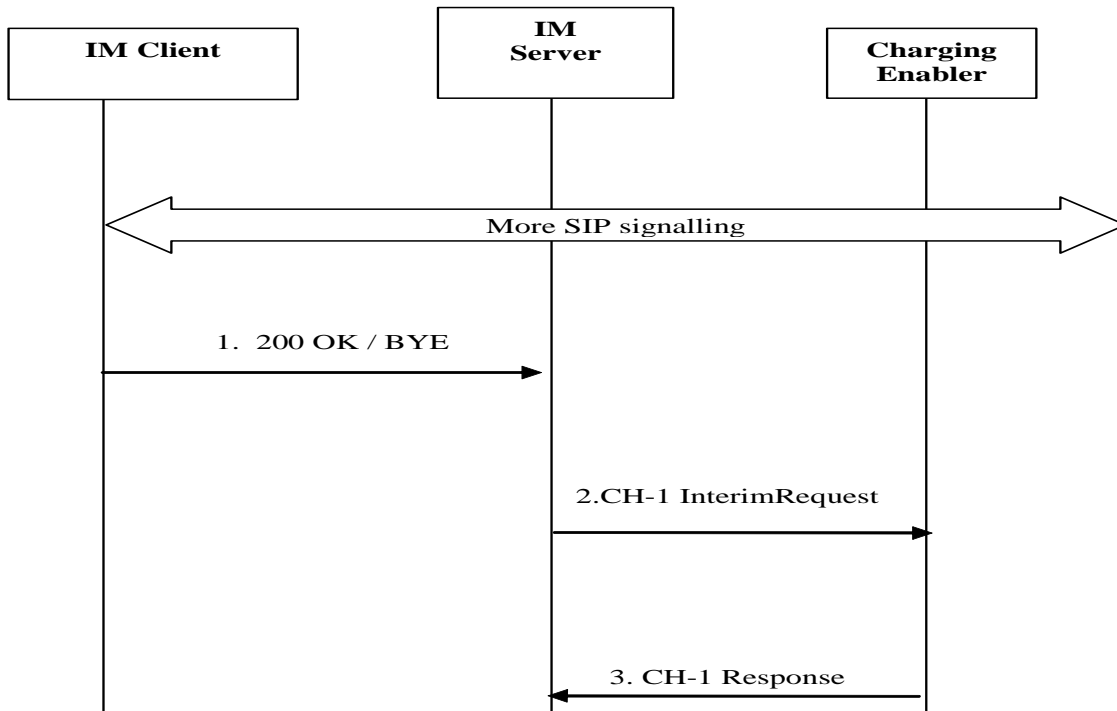 IM Client
IM
Server
Charging
Enabler
More SIP signalling
1. 200 OK / BYE
2.CH-1 InterimRequest
3. CH-1 Response